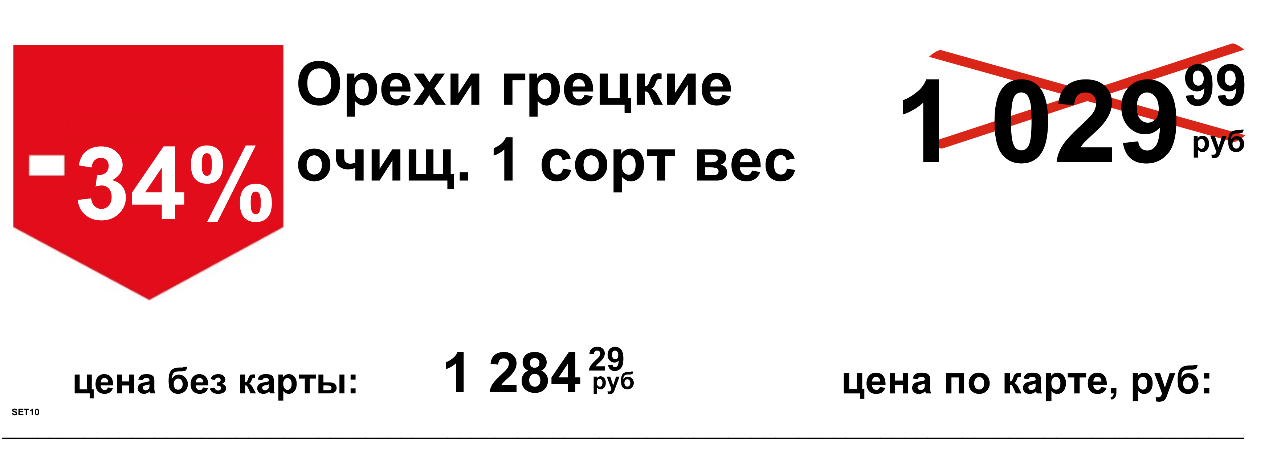 -34%
Орехи грецкие
очищ. 1 сорт вес
1 029 99
руб
цена без карты: 1 284 29
руб
цена по карте, руб:
SET10